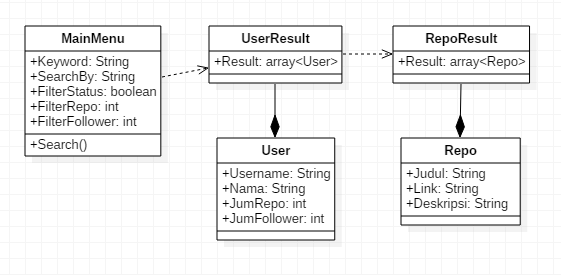 MainMenu
+Keyword: String
+SearchBy: String
+FilterStatus: boolean
+FilterRepo: int
+FilterFollower: int
+Search()
UserResult
+Result: array<User>
RepoResult
+Result: array<Repo>
User
+Username: String
+Nama: String
+JumRepo: int
+JumFollower: int
Repo
+Judul: String
+Link: String
+Deskripsi: String